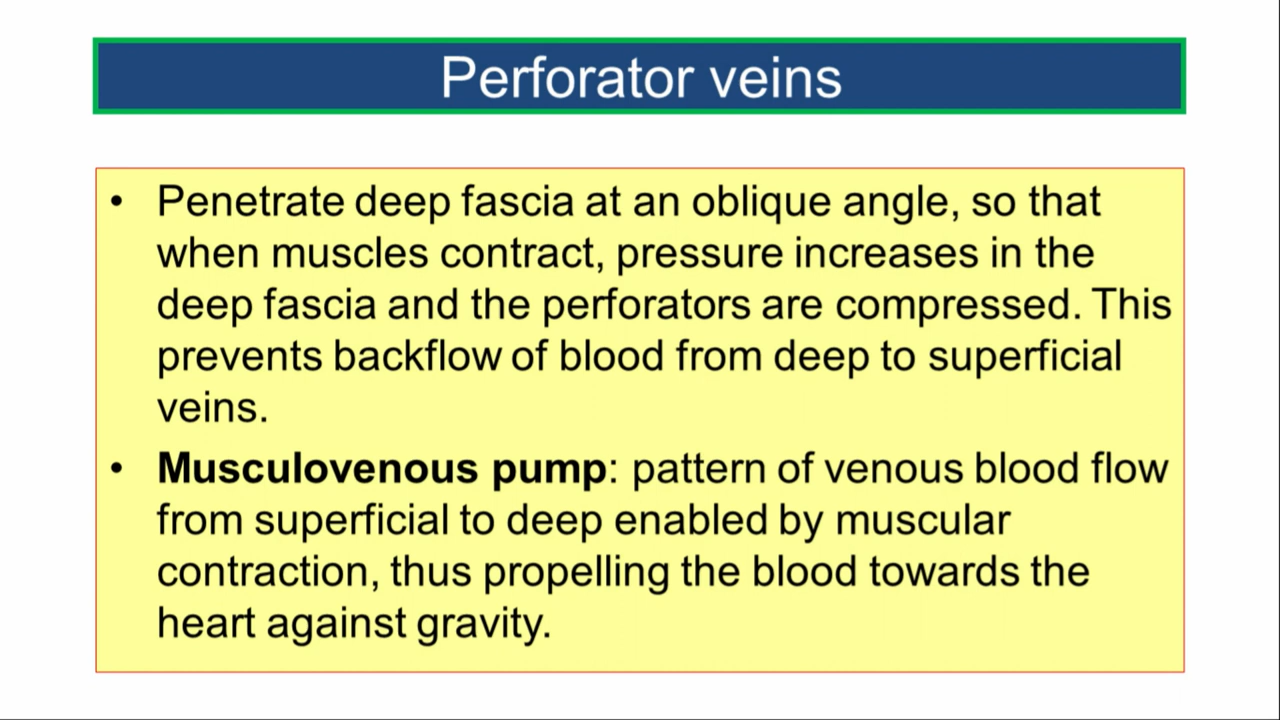 Perforator veins
• Penetrate deep fascia at an oblique angle, so that
when muscles contract, pressure increases in the
deep fascia and the perforators are compressed. This
prevents backflow of blood from deep to superficial
veins.
• Musculovenous pump: pattern of venous blood flow
from superficial to deep enabled by muscular
contraction, thus propelling the blood towards the
heart against gravity.